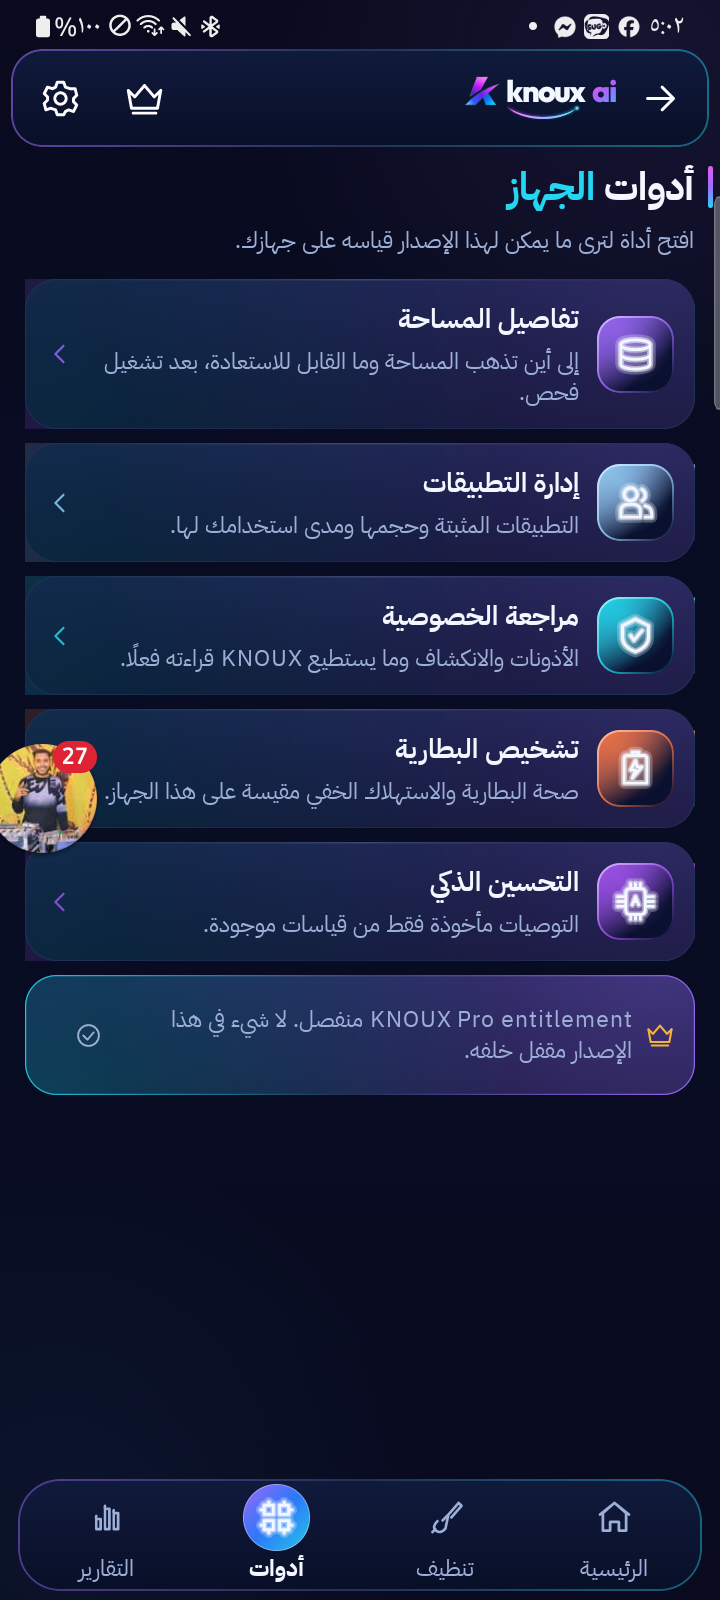 ٥:٠٢
%١٠٠
knoux ai
أدوات الجهاز
افتح أداة لترى ما يمكن لهذا الإصدار قياسه على جهازك.
تفاصيل المساحة
إلى أين تذهب المساحة وما القابل للاستعادة، بعد تشغيل
فحص.
إدارة التطبيقات
التطبيقات المثبتة وحجمها ومدى استخدامك لها.
مراجعة الخصوصية
الأذونات والانكشاف وما يستطيع KNOUX قراءته فعلًا.
تشخيص البطارية
صحة البطارية والاستهلاك الخفي مقيسة على هذا الجهاز.
27
التحسين الذكي
التوصيات مأخوذة فقط من قياسات موجودة.
KNOUX Pro entitlement منفصل. لا شيء في هذا
الإصدار مقفل خلفه.
الرئيسية
تنظيف
أدوات
التقارير